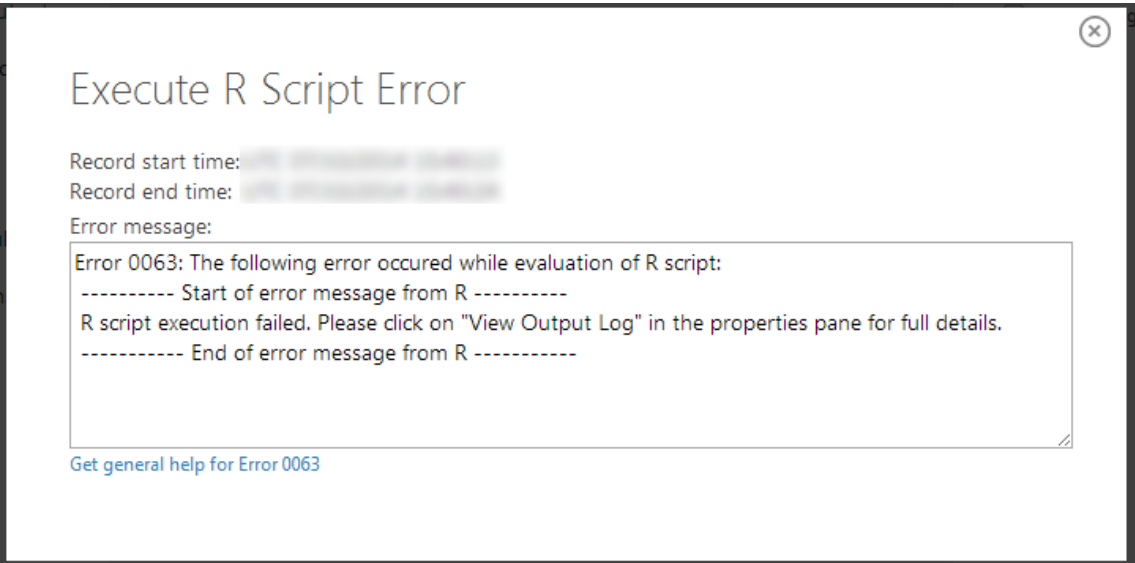 Execute R Script Error
Record start time:
Record end time:
Error message:
Error 0063: The following error occured while evaluation of R script:
---------- Start of error message from R ----------
R script execution failed. Please click on "View Output Log" in the properties pane for full details.
----------- End of error message from R -----------
Get general help for Error 0063